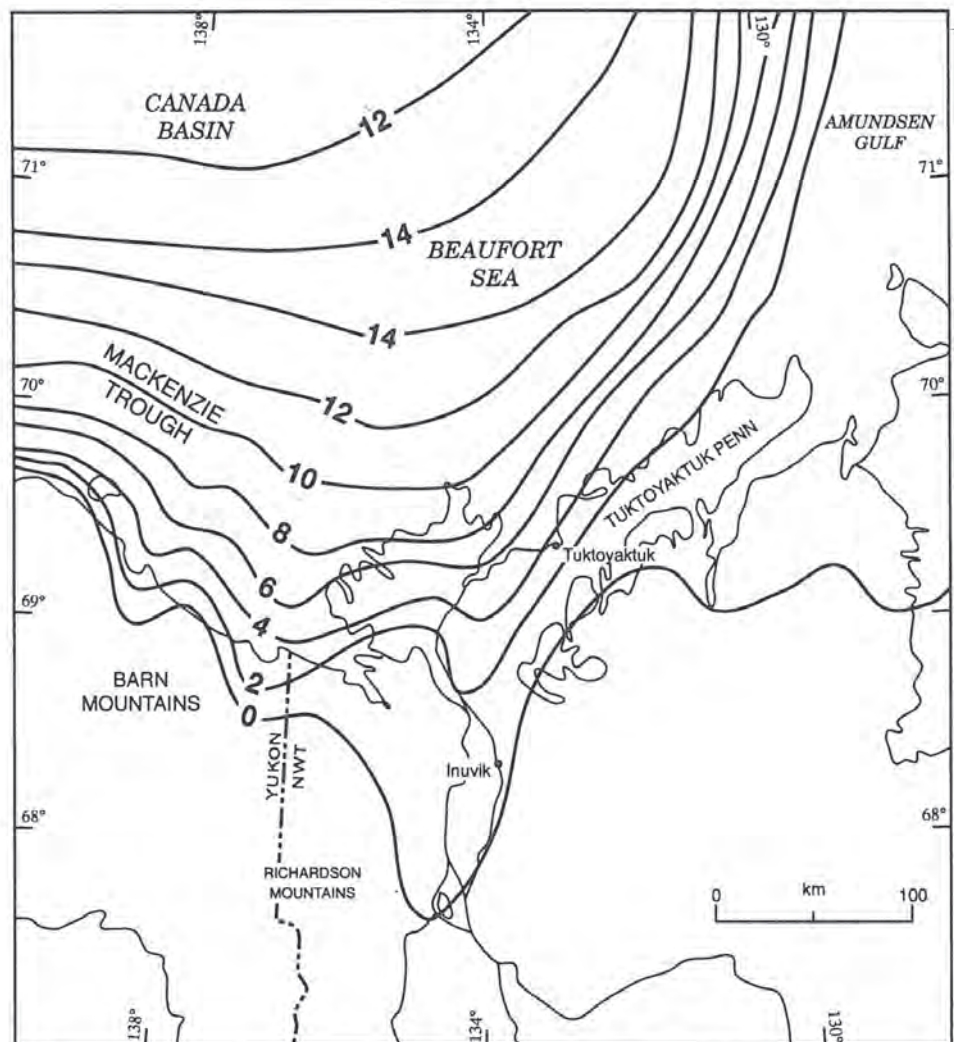 138°
134°
130°
CANADA
BASIN
12
AMUNDSEN
GULF
71°
71°
14
BEAUFORT
SEA
14
MACKENZIE
TROUGH
70°
70°
12
10
TUKTOYAKTUK PENN
8
Tuktoyaktuk
6
4
69°
69°
BARN
MOUNTAINS
2
0
YUKON
NWT
Inuvik
68°
68°
RICHARDSON
MOUNTAINS
0 km 100
138°
134°
130°